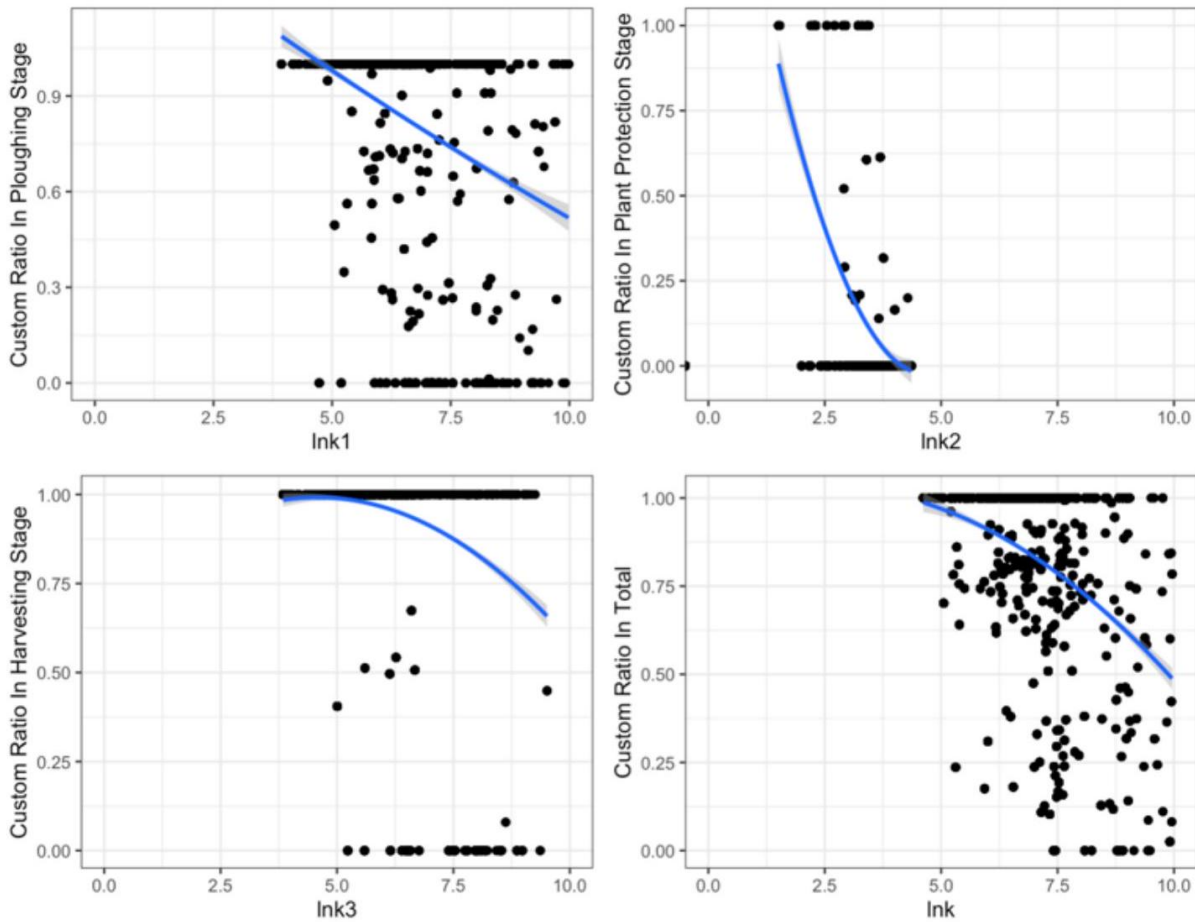 Custom Ratio In Ploughing Stage
0.9
0.6
0.3
0.0
0.0 2.5 5.0 7.5 10.0
lnk1
Custom Ratio In Plant Protection Stage
1.00
0.75
0.50
0.25
0.00
0.0 2.5 5.0 7.5 10.0
lnk2
Custom Ratio In Harvesting Stage
1.00
0.75
0.50
0.25
0.00
0.0 2.5 5.0 7.5 10.0
lnk3
Custom Ratio In Total
1.00
0.75
0.50
0.25
0.00
0.0 2.5 5.0 7.5 10.0
lnk